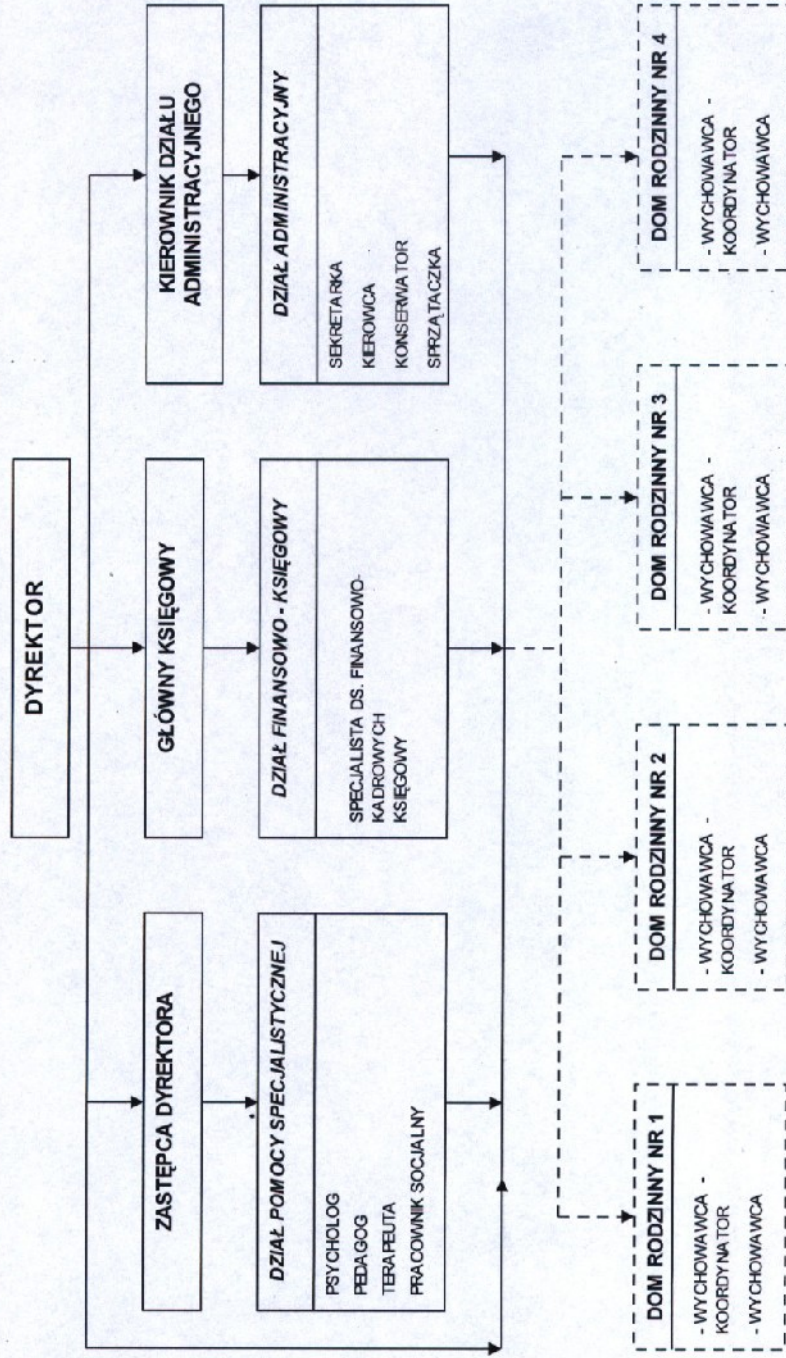 DYREKTOR
ZASTĘPCA DYREKTORA
GŁÓWNY KSIĘGOWY
KIEROWNIK DZIAŁU
ADMINISTRACYJNEGO
DZIAŁ POMOCY SPECJALISTYCZNEJ
PSYCHOLOG
PEDAGOG
TERAPEUTA
PRACOWNIK SOCJALNY
DZIAŁ FINANSOWO - KSIĘGOWY
SPECJALISTA DS. FINANSOWO-
KADROWYCH
KSIĘGOWY
DZIAŁ ADMINISTRACYJNY
SEKRETARKA
KIEROWCA
KONSERWATOR
SPRZĄTACZKA
DOM RODZINNY NR 1
- WYCHOWAWCA -
KOORDYNATOR
- WYCHOWAWCA
DOM RODZINNY NR 2
- WYCHOWAWCA -
KOORDYNATOR
- WYCHOWAWCA
DOM RODZINNY NR 3
- WYCHOWAWCA -
KOORDYNATOR
- WYCHOWAWCA
DOM RODZINNY NR 4
- WYCHOWAWCA -
KOORDYNATOR
- WYCHOWAWCA